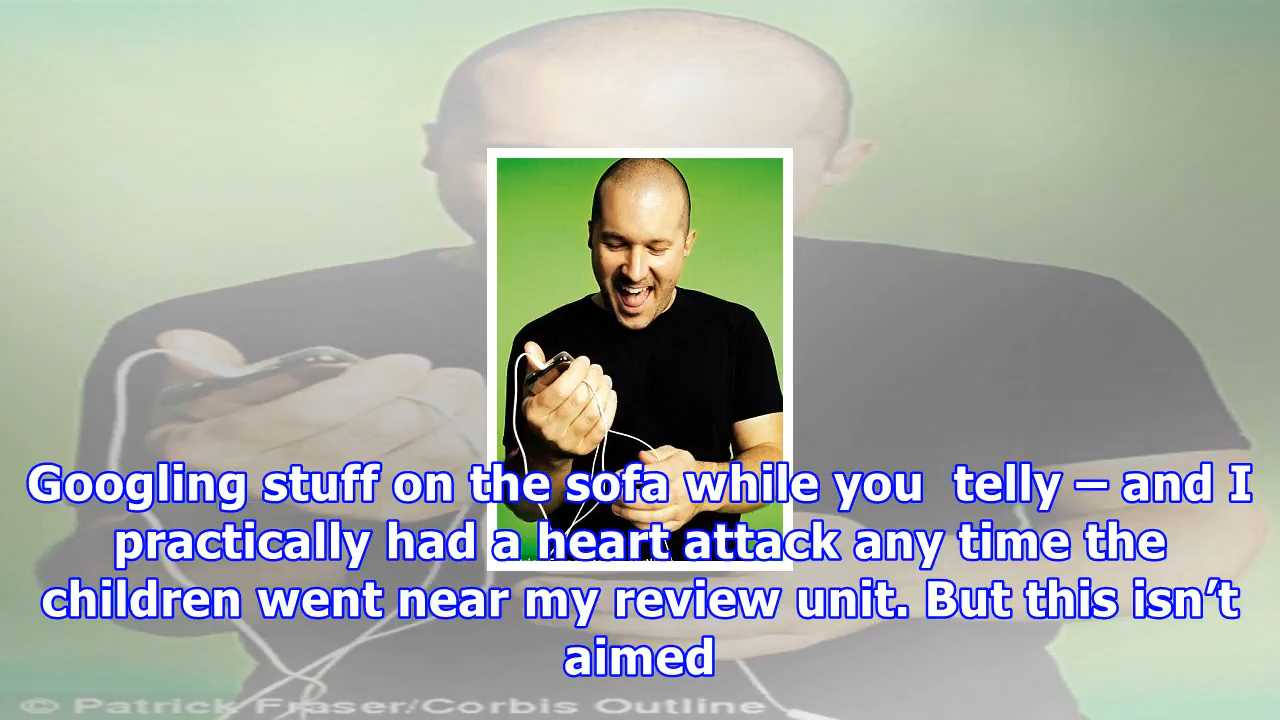 Googling stuff on the sofa while you  telly – and I
practically had a heart attack any time the
children went near my review unit. But this isn’t
aimed
© Patrick Fraser/Corbis Outline